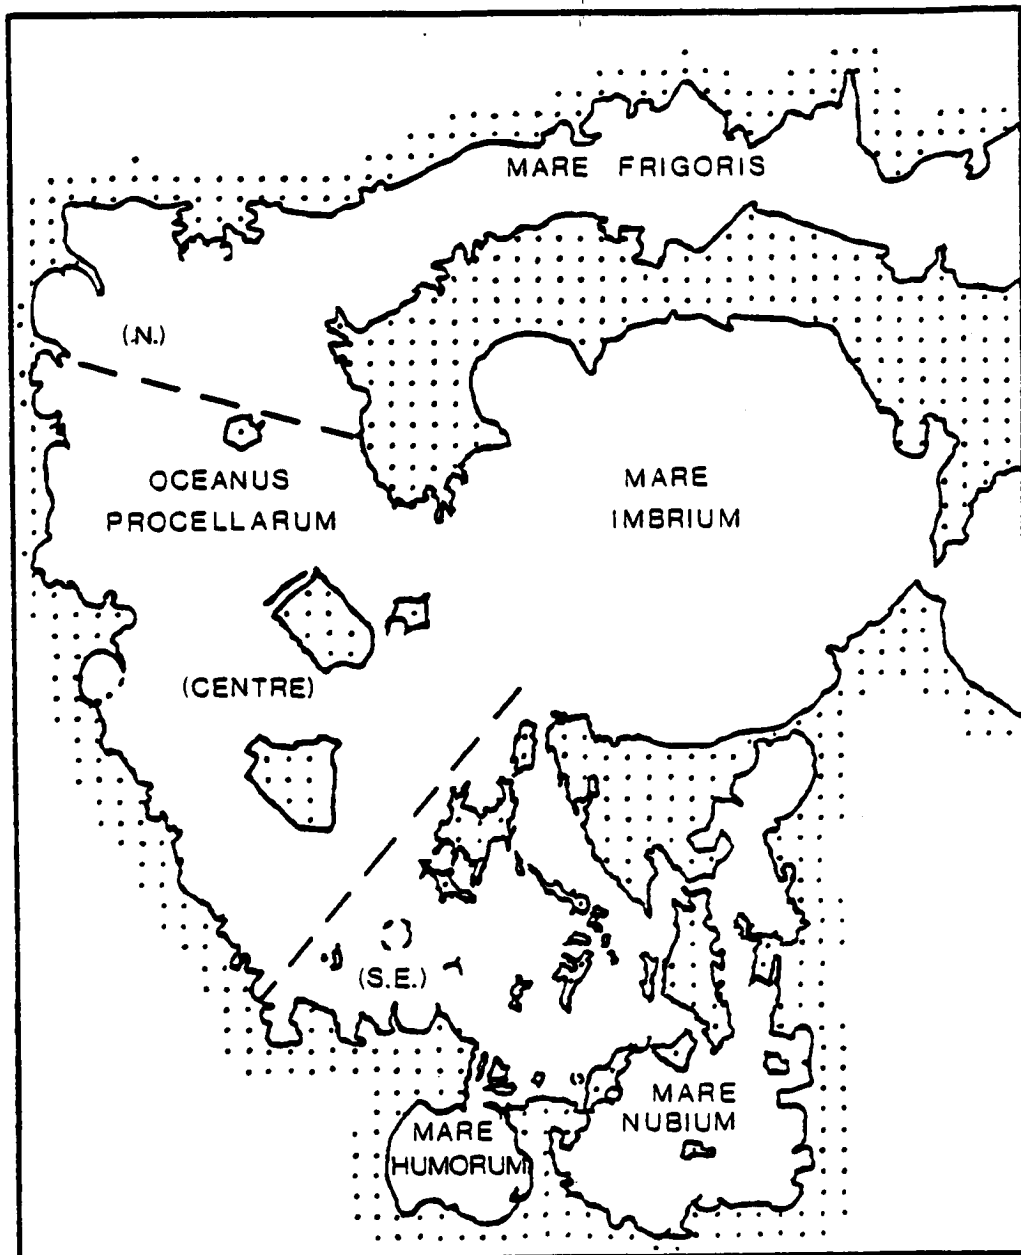 MARE FRIGORIS
(.N.)
OCEANUS
PROCELLARUM
MARE
IMBRIUM
(CENTRE)
(S.E.)
MARE
NUBIUM
MARE
HUMORUM